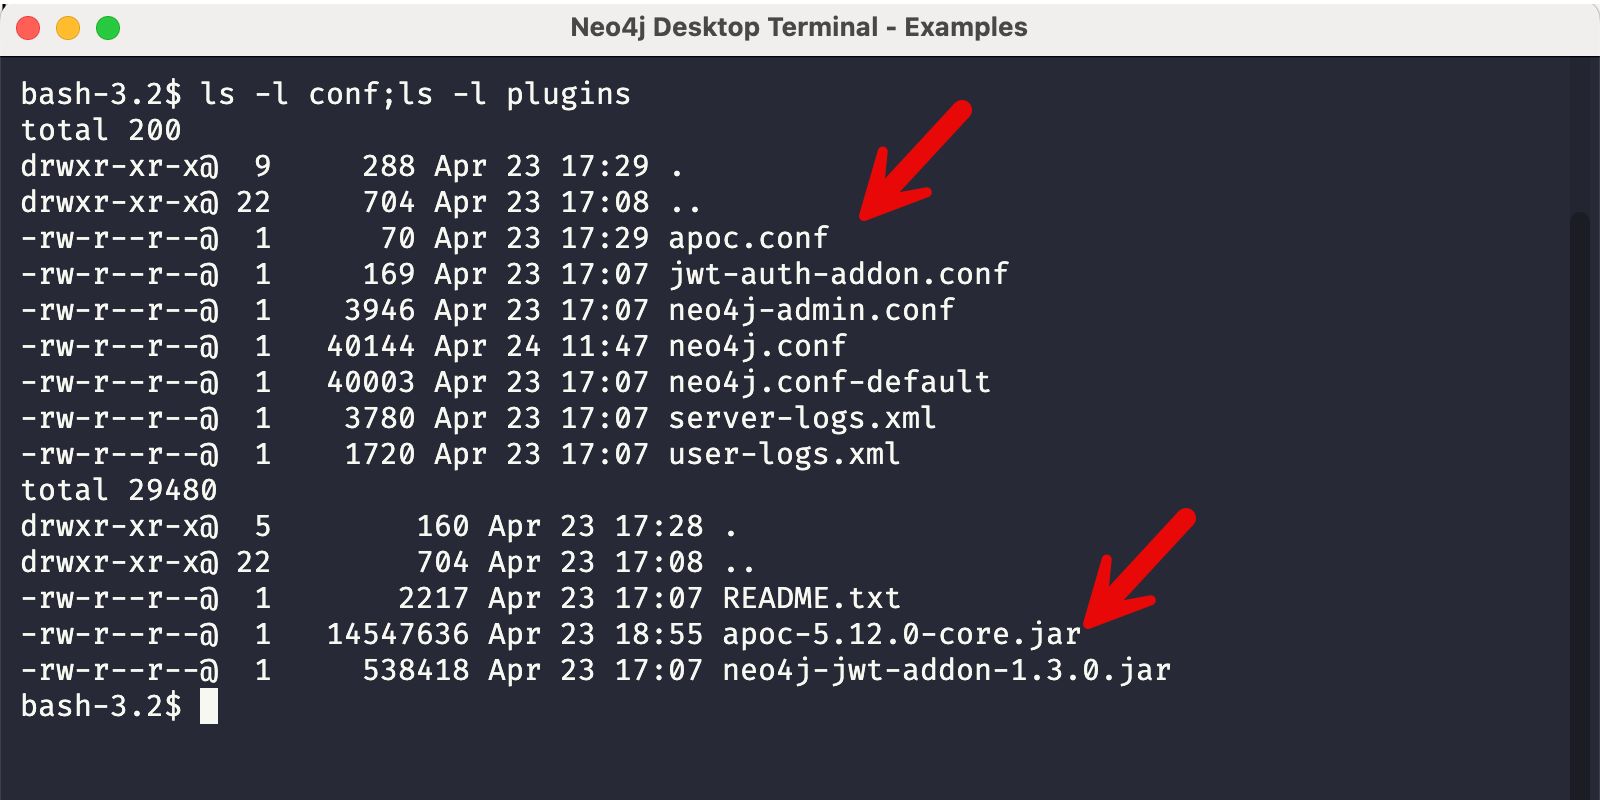 Neo4j Desktop Terminal - Examples
bash-3.2$ ls -l conf;ls -l plugins
total 200
drwxr-xr-x@  9     288 Apr 23 17:29 .
drwxr-xr-x@ 22     704 Apr 23 17:08 ..
-rw-r--r--@  1      70 Apr 23 17:29 apoc.conf
-rw-r--r--@  1     169 Apr 23 17:07 jwt-auth-addon.conf
-rw-r--r--@  1    3946 Apr 23 17:07 neo4j-admin.conf
-rw-r--r--@  1   40144 Apr 24 11:47 neo4j.conf
-rw-r--r--@  1   40003 Apr 23 17:07 neo4j.conf-default
-rw-r--r--@  1    3780 Apr 23 17:07 server-logs.xml
-rw-r--r--@  1    1720 Apr 23 17:07 user-logs.xml
total 29480
drwxr-xr-x@  5        160 Apr 23 17:28 .
drwxr-xr-x@ 22        704 Apr 23 17:08 ..
-rw-r--r--@  1       2217 Apr 23 17:07 README.txt
-rw-r--r--@  1   14547636 Apr 23 18:55 apoc-5.12.0-core.jar
-rw-r--r--@  1     538418 Apr 23 17:07 neo4j-jwt-addon-1.3.0.jar
bash-3.2$